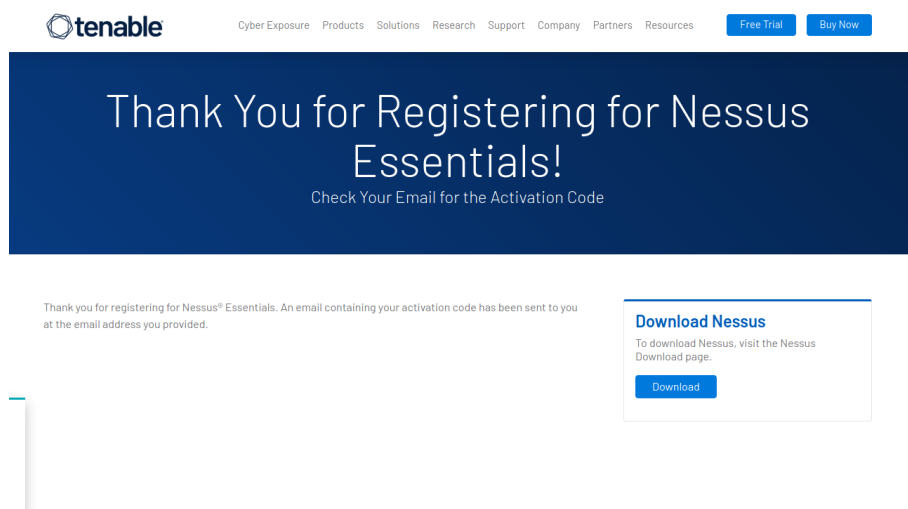 tenable®
Cyber Exposure Products Solutions Research Support Company Partners Resources
Free Trial
Buy Now
Thank You for Registering for Nessus
Essentials!
Check Your Email for the Activation Code
Thank you for registering for Nessus® Essentials. An email containing your activation code has been sent to you
at the email address you provided.
Download Nessus
To download Nessus, visit the Nessus
Download page.
Download